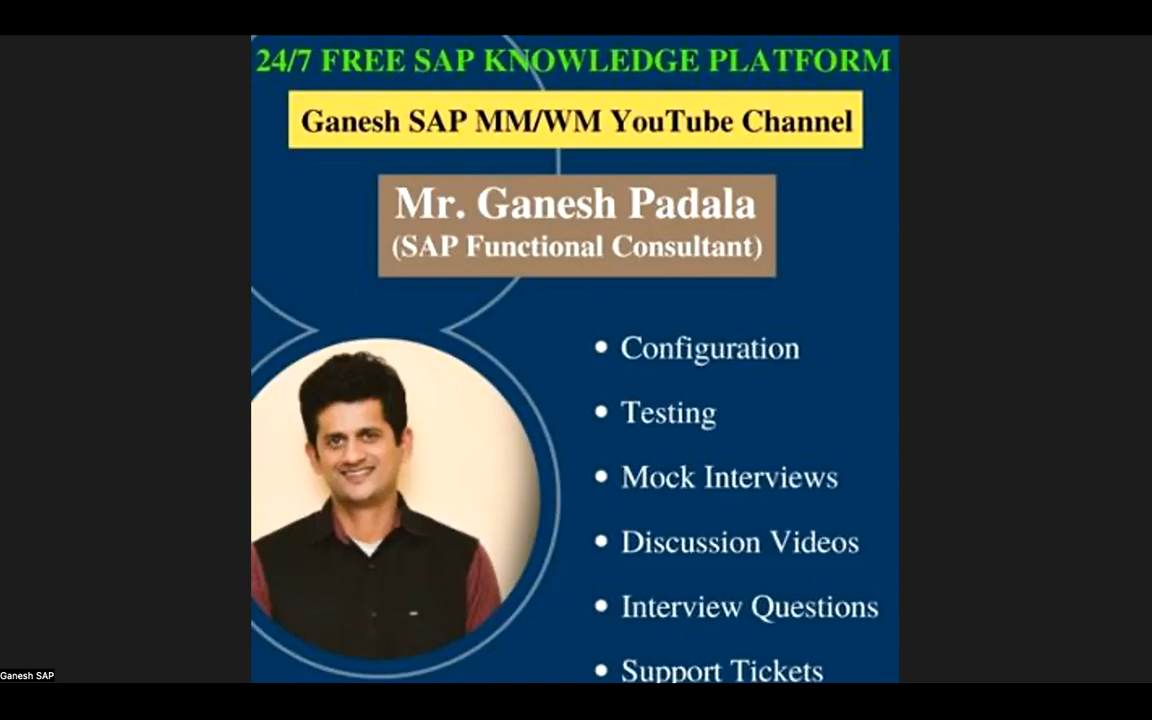 24/7 FREE SAP KNOWLEDGE PLATFORM
Ganesh SAP MM/WM YouTube Channel
Mr. Ganesh Padala
(SAP Functional Consultant)
• Configuration
• Testing
• Mock Interviews
• Discussion Videos
• Interview Questions
• Support Tickets
Ganesh SAP